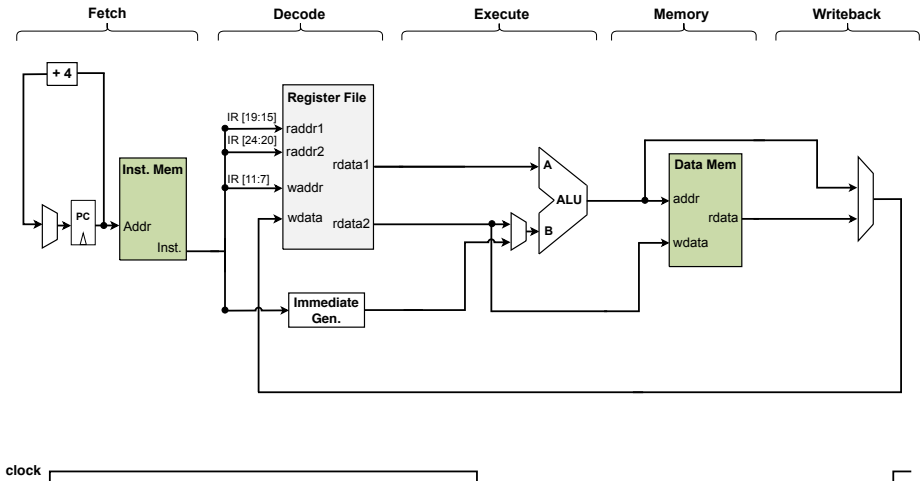 Fetch Decode Execute Memory Writeback
+ 4
Register File
IR [19:15]
raddr1
IR [24:20]
raddr2
rdata1
IR [11:7]
waddr
wdata
rdata2
Inst. Mem
PC
Addr
Inst.
A
ALU
B
Data Mem
addr
rdata
wdata
Immediate
Gen.
clock